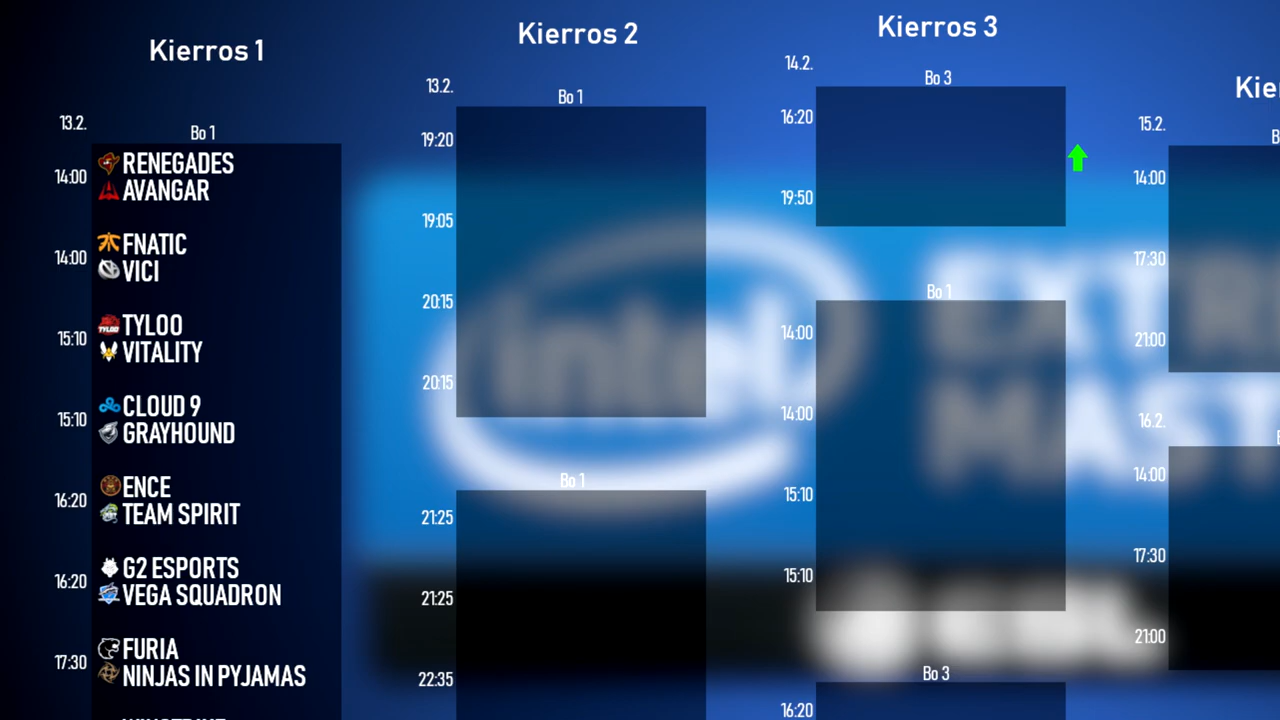 Kierros 1
13.2.
Bo 1
14:00
RENEGADES
AVANGAR
14:00
FNATIC
VICI
15:10
TYLOO
VITALITY
15:10
CLOUD 9
GRAYHOUND
16:20
ENCE
TEAM SPIRIT
16:20
G2 ESPORTS
VEGA SQUADRON
17:30
FURIA
NINJAS IN PYJAMAS
Kierros 2
13.2.
Bo 1
19:20
19:05
20:15
20:15
Bo 1
21:25
21:25
22:35
intel
Kierros 3
14.2.
Bo 3
16:20
19:50
Bo 1
14:00
14:00
15:10
15:10
Bo 3
16:20
15.2.
14:00
17:30
21:00
16.2.
14:00
17:30
21:00